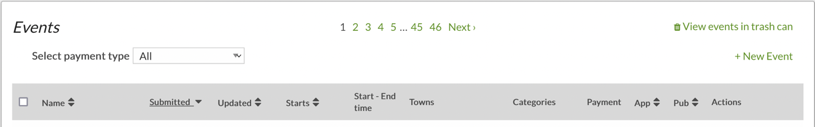 Events
1 2 3 4 5 ... 45 46 Next ›
View events in trash can
Select payment type All
+ New Event
Name Submitted Updated Starts Start - End time Towns Categories Payment App Pub Actions